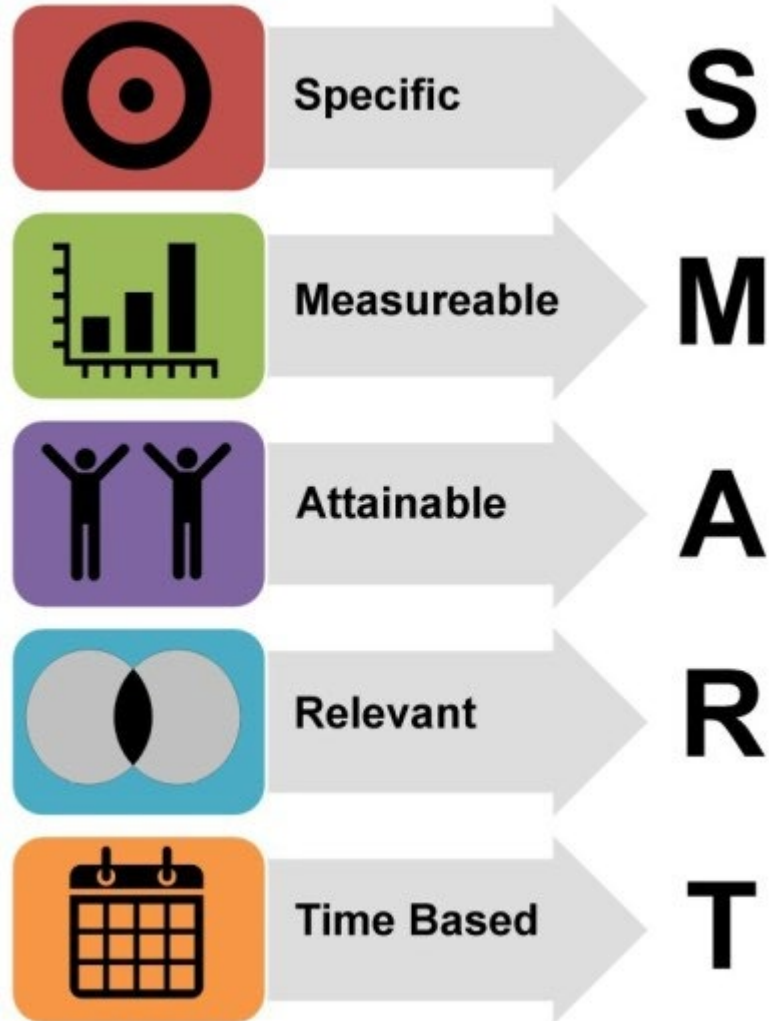 Specific S
Measureable M
Attainable A
Relevant R
Time Based T